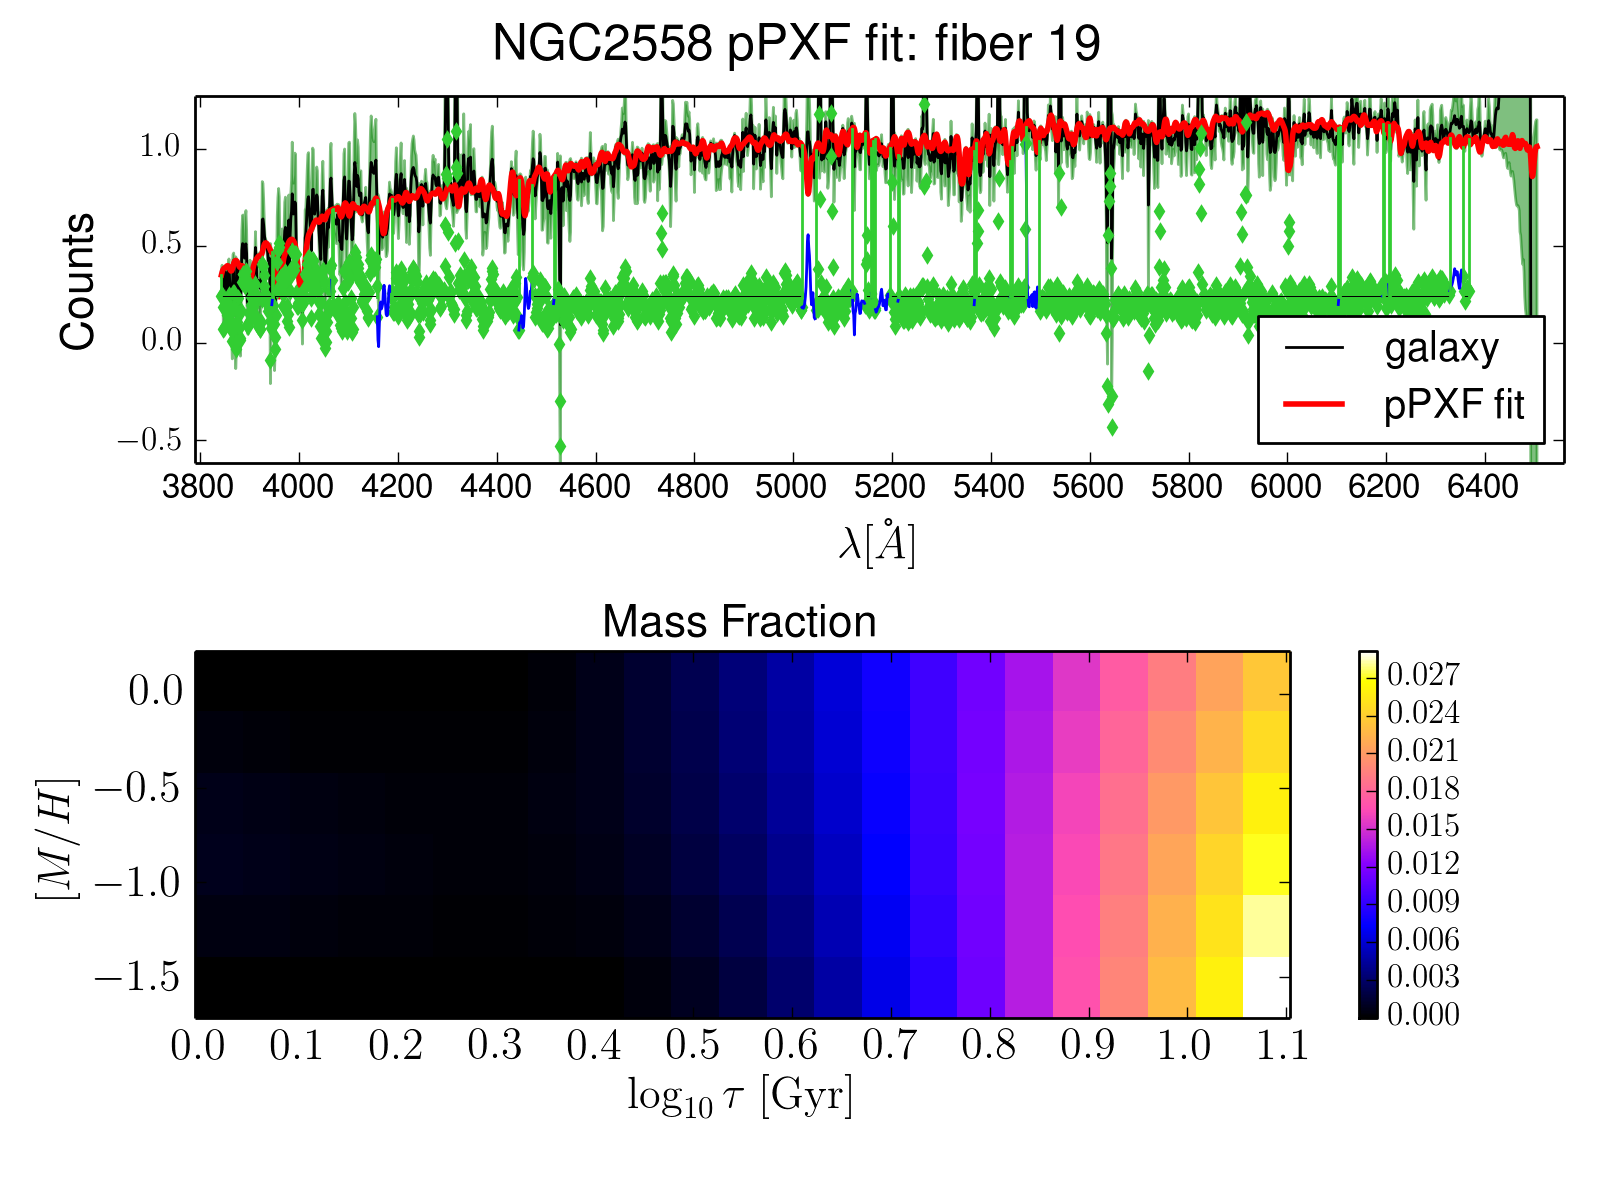 NGC2558 pPXF fit: fiber 19
Counts
1.0
0.5
0.0
−0.5
galaxy
pPXF fit
3800 4000 4200 4400 4600 4800 5000 5200 5400 5600 5800 6000 6200 6400
λ[Å]
Mass Fraction
[M/H]
0.0
−0.5
−1.0
−1.5
0.0 0.1 0.2 0.3 0.4 0.5 0.6 0.7 0.8 0.9 1.0 1.1
log₁₀ τ [Gyr]
0.027
0.024
0.021
0.018
0.015
0.012
0.009
0.006
0.003
0.000